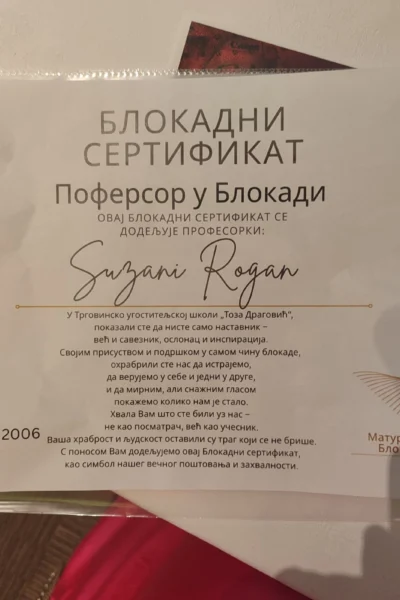 БЛОКАДНИ
СЕРТИФИКАТ
Поферсор у Блокади
ОВАЈ БЛОКАДНИ СЕРТИФИКАТ СЕ
ДОДЕЉУЈЕ ПРОФЕСОРКИ:
Suzani Rogan
У Трговинско угоститељској школи „Тоза Драговић“,
показали сте да нисте само наставник –
већ и савезник, ослонац и инспирација.
Својим присуством и подршком у самом чину блокаде,
охрабрили сте нас да истрајемо,
да верујемо у себе и једни у друге,
и да мирним, али снажним гласом
покажемо колико нам је стало.
Хвала Вам што сте били уз нас –
не као посматрач, већ као учесник.
2006
Ваша храброст и људскост оставили су траг који се не брише.
С поносом Вам додељујемо овај Блокадни сертификат,
као симбол нашег вечног поштовања и захвалности.
Матур
Бло